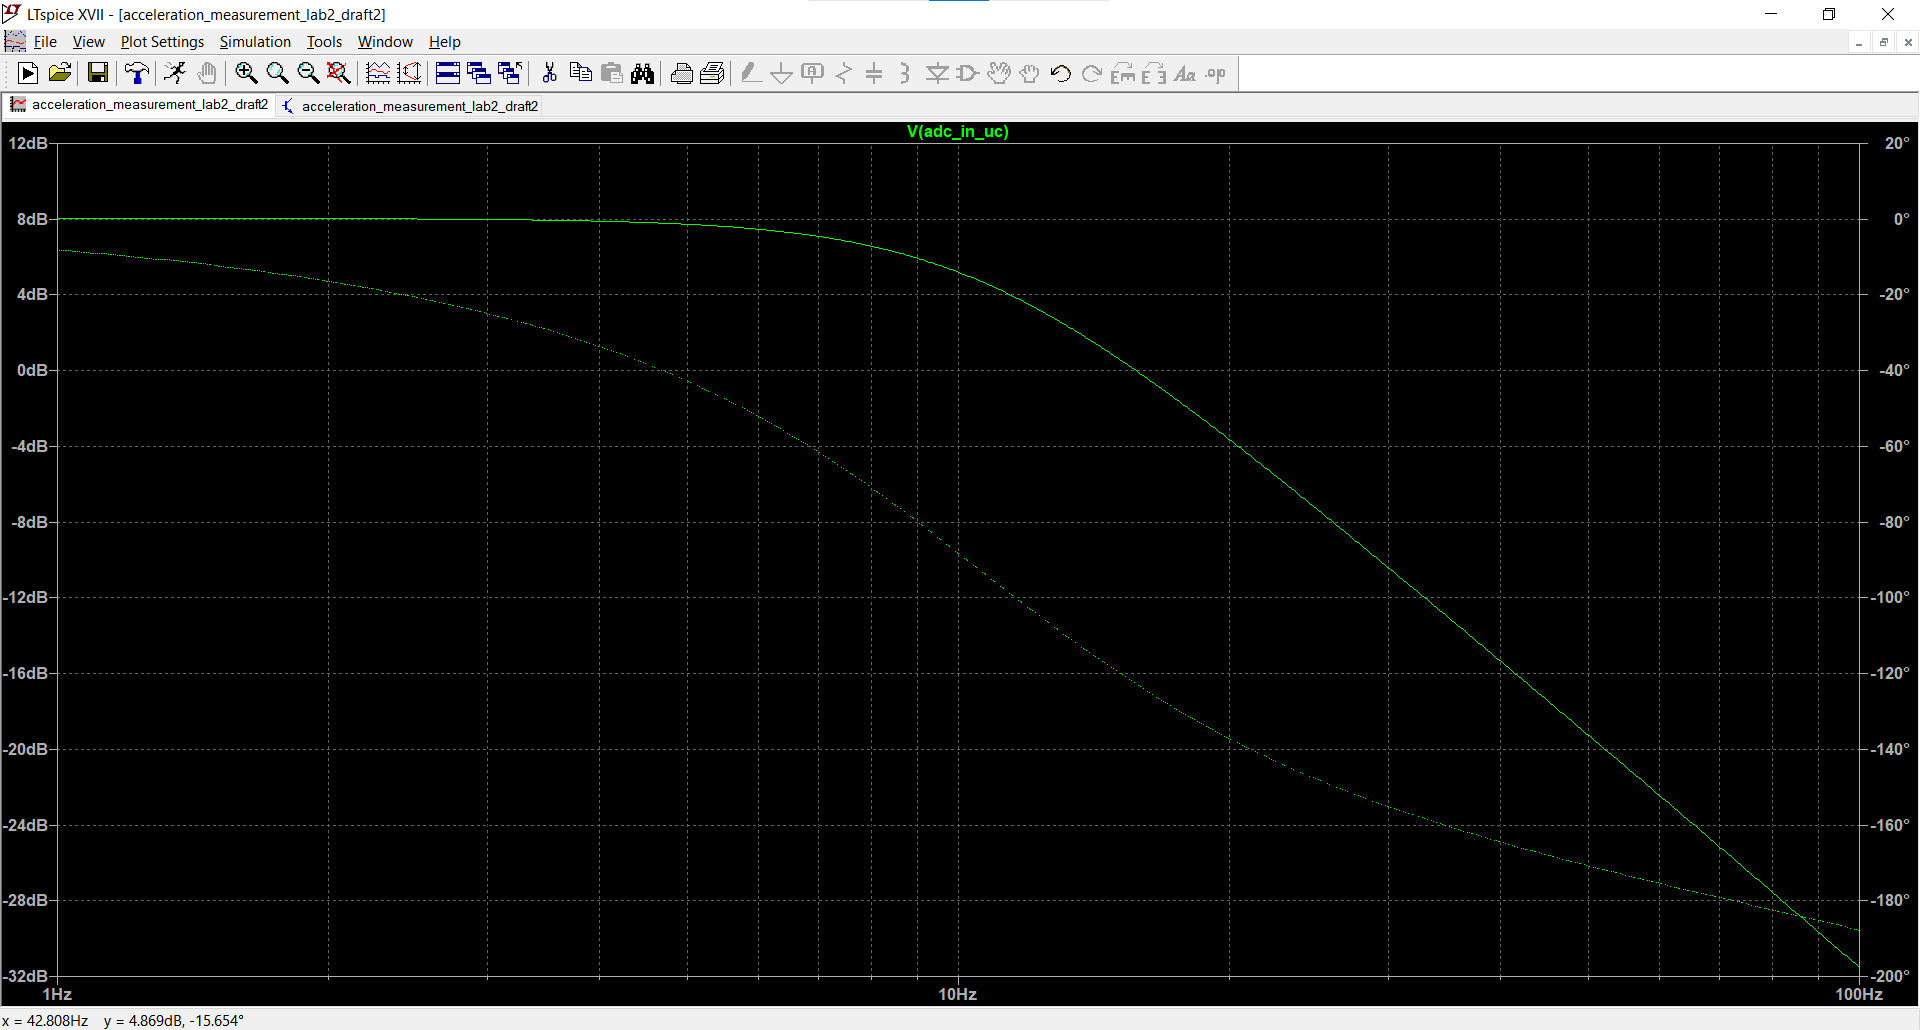 LTspice XVII - [acceleration_measurement_lab2_draft2]
File View Plot Settings Simulation Tools Window Help
acceleration_measurement_lab2_draft2 acceleration_measurement_lab2_draft2
V(adc_in_uc)
12dB 20°
8dB 0°
4dB -20°
0dB -40°
-4dB -60°
-8dB -80°
-12dB -100°
-16dB -120°
-20dB -140°
-24dB -160°
-28dB -180°
-32dB -200°
1Hz 10Hz 100Hz
x = 42.808Hz y = 4.869dB, -15.654°